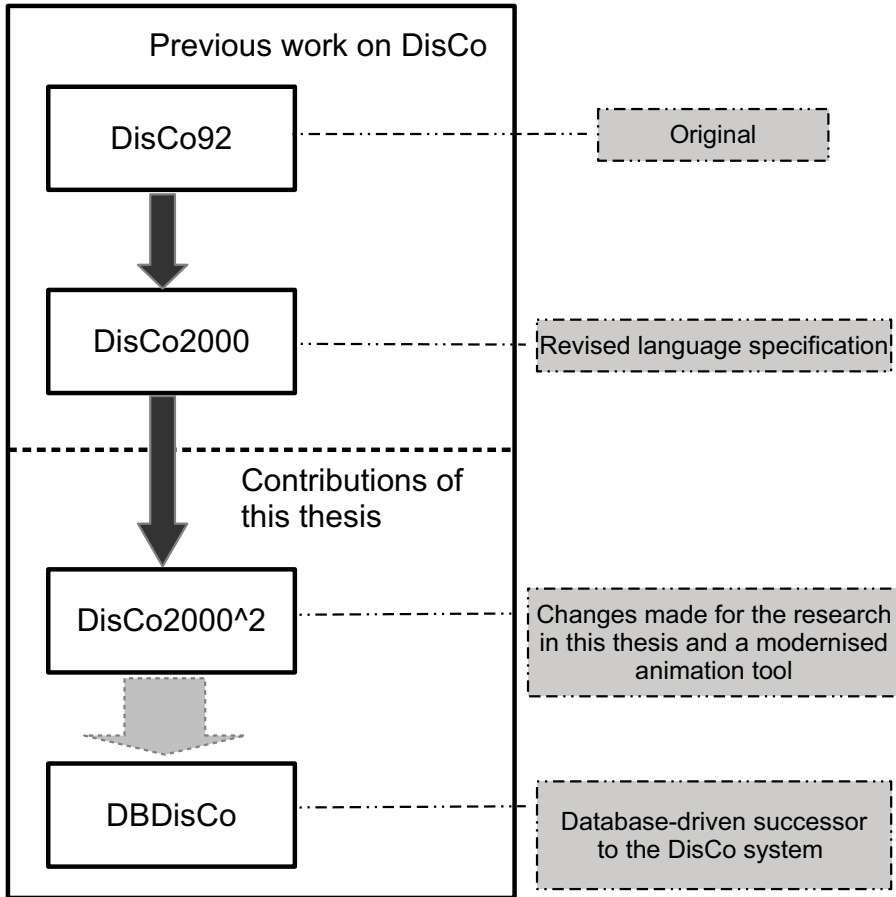 Previous work on DisCo
DisCo92
Original
DisCo2000
Revised language specification
Contributions of
this thesis
DisCo2000^2
Changes made for the research
in this thesis and a modernised
animation tool
DBDisCo
Database-driven successor
to the DisCo system